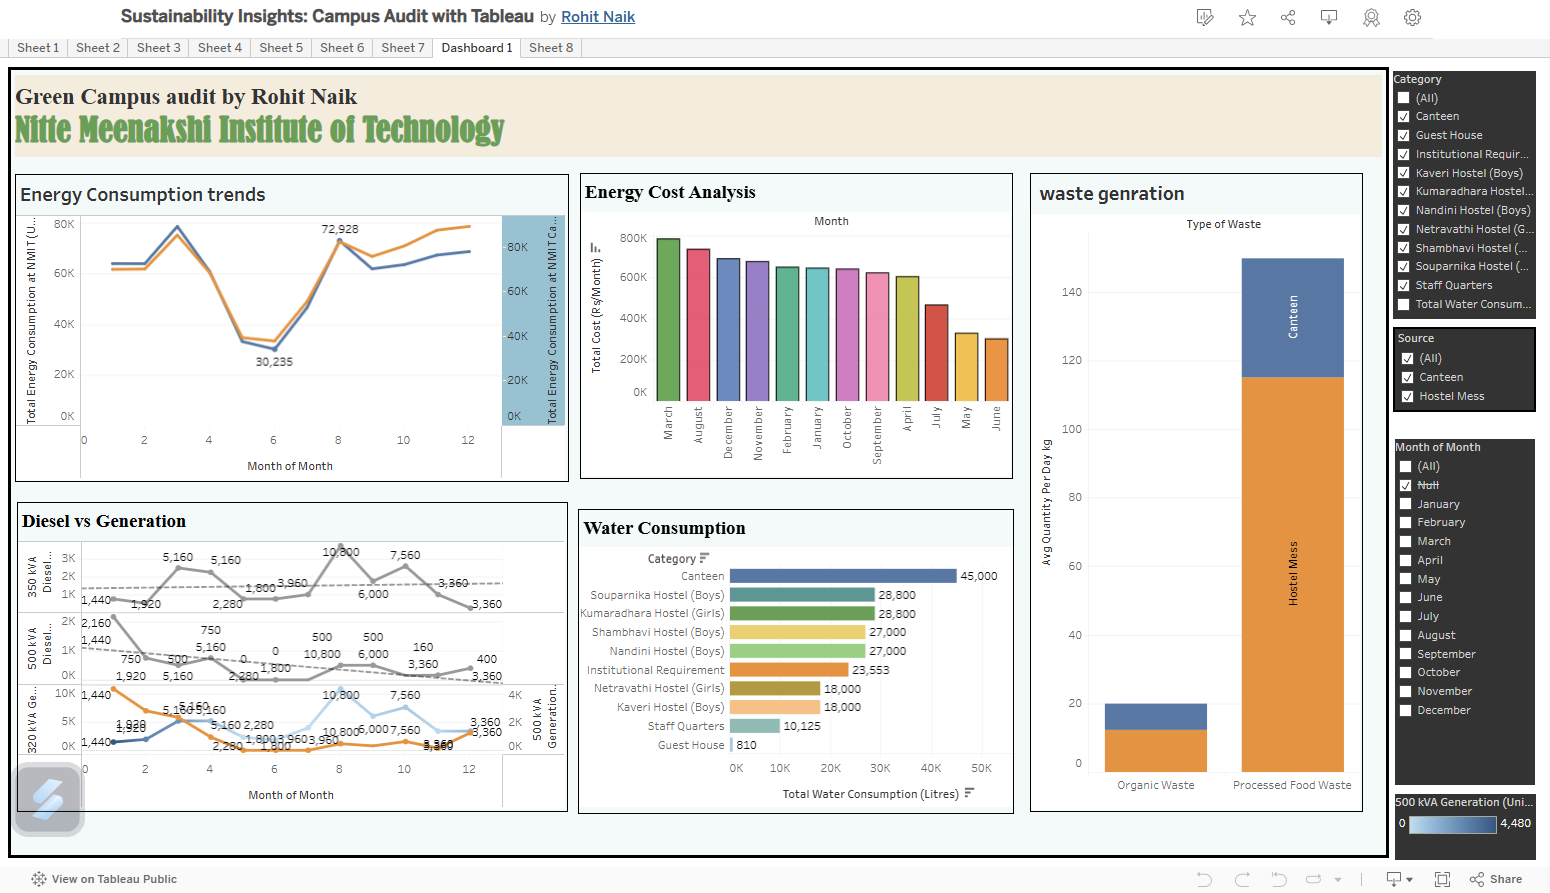 Sustainability Insights: Campus Audit with Tableau by Rohit Naik
Sheet 1 Sheet 2 Sheet 3 Sheet 4 Sheet 5 Sheet 6 Sheet 7 Dashboard 1 Sheet 8
Green Campus audit by Rohit Naik
Nitte Meenakshi Institute of Technology
Energy Consumption trends
Total Energy Consumption at NMIT (U...
80K
60K
40K
20K
0K
72,928
30,235
80K
60K
40K
20K
0K
Total Energy Consumption at NMIT Ca...
0 2 4 6 8 10 12
Month of Month
Energy Cost Analysis
Month
Total Cost (Rs/Month)
800K
600K
400K
200K
0K
March August December November February January October September April July May June
waste genration
Type of Waste
Avg Quantity Per Day kg
140
120
100
80
60
40
20
0
Canteen
Hostel Mess
Organic Waste Processed Food Waste
Diesel vs Generation
350 kVA
Diesel...
3K
2K
1K
1,440 1,920 5,160 5,160 2,280 1,800 3,960 10,800 6,000 7,560 3,360 3,360
500 kVA
Diesel...
2K
1K
0K
2,160
1,440
750
1,920
500
5,160
750
5,160
0
2,280
0
1,800
500
10,800
500
6,000
160
3,360
400
3,360
320 kVA Ge...
10K
5K
0K
1,440
1,440
1,920
1,920
5,160
5,160
5,160
2,280
2,280
1,800
1,800
3,960
3,960
10,800
10,800
6,000
7,560
7,560
3,360
3,360
3,360
3,360
4K
2K
0K
500 kVA
Generation..
0 2 4 6 8 10 12
Month of Month
Water Consumption
Category
Canteen 45,000
Souparnika Hostel (Boys) 28,800
Kumaradhara Hostel (Girls) 28,800
Shambhavi Hostel (Boys) 27,000
Nandini Hostel (Boys) 27,000
Institutional Requirement 23,553
Netravathi Hostel (Girls) 18,000
Kaveri Hostel (Boys) 18,000
Staff Quarters 10,125
Guest House 810
0K 10K 20K 30K 40K 50K
Total Water Consumption (Litres)
Category
(All)
Canteen
Guest House
Institutional Requir...
Kaveri Hostel (Boys)
Kumaradhara Hostel...
Nandini Hostel (Boys)
Netravathi Hostel (G...
Shambhavi Hostel (...
Souparnika Hostel (...
Staff Quarters
Total Water Consum...
Source
(All)
Canteen
Hostel Mess
Month of Month
(All)
Null
January
February
March
April
May
June
July
August
September
October
November
December
500 kVA Generation (Uni...
0 4,480
View on Tableau Public
Share